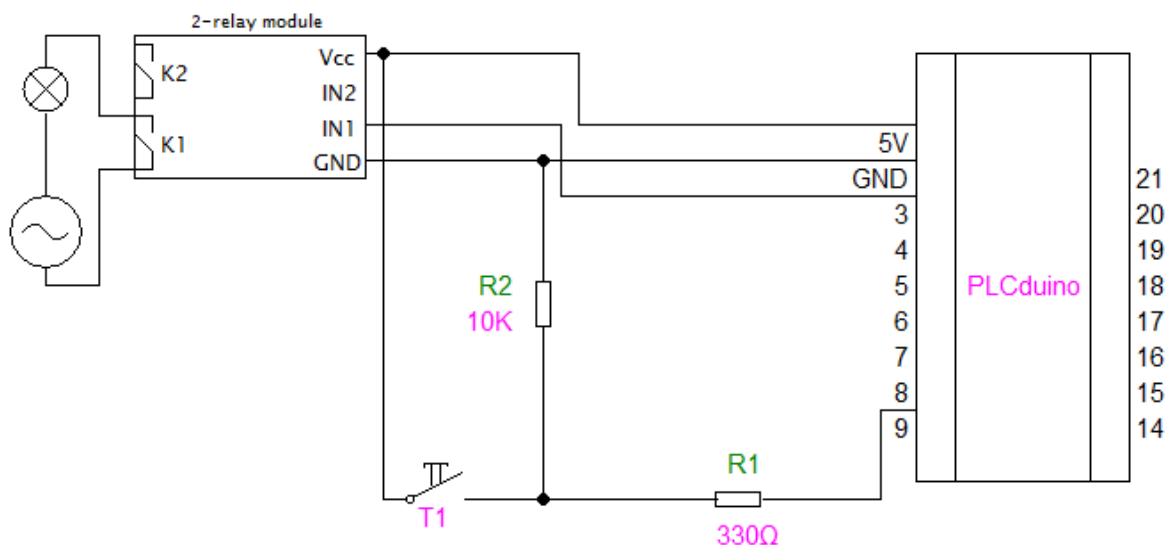 2-relay module
Vcc
K2
IN2
IN1
K1
GND
5V
GND
21
3
20
4
19
R2
5
PLCduino
18
10K
6
17
7
16
8
15
9
14
R1
T1
330Ω